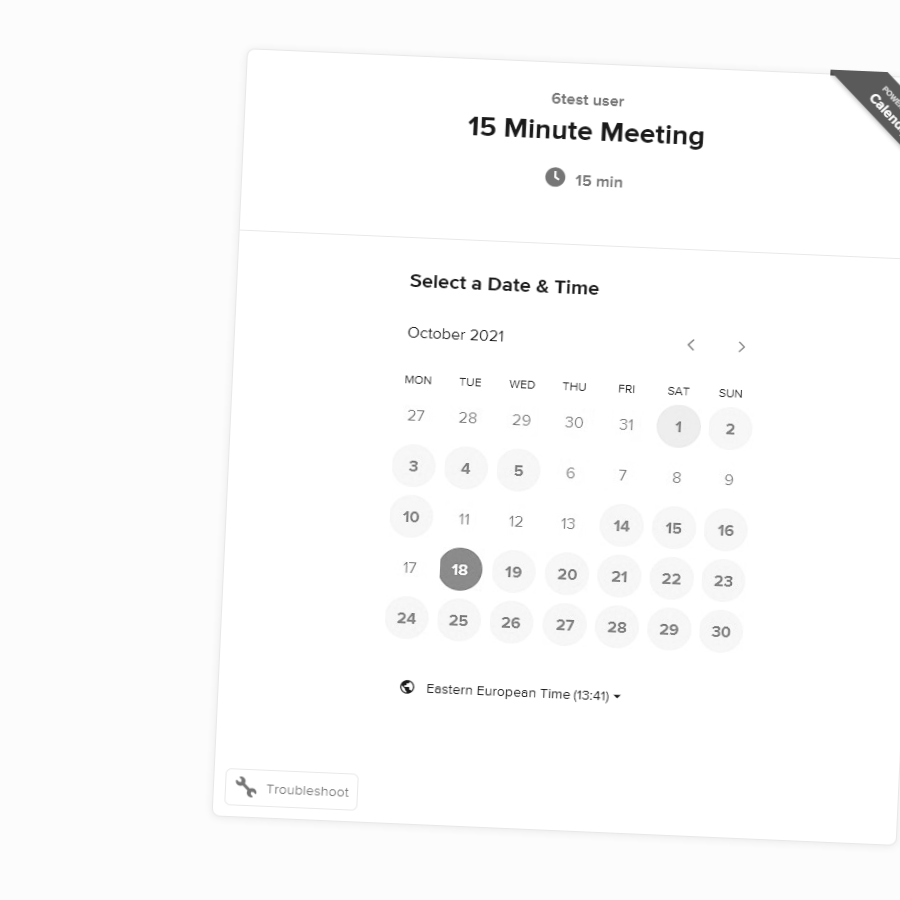 6test user
15 Minute Meeting
15 min
Select a Date & Time
October 2021
MON TUE WED THU FRI SAT SUN
27 28 29 30 31 1 2
3 4 5 6 7 8 9
10 11 12 13 14 15 16
17 18 19 20 21 22 23
24 25 26 27 28 29 30
Eastern European Time (13:41)
Troubleshoot